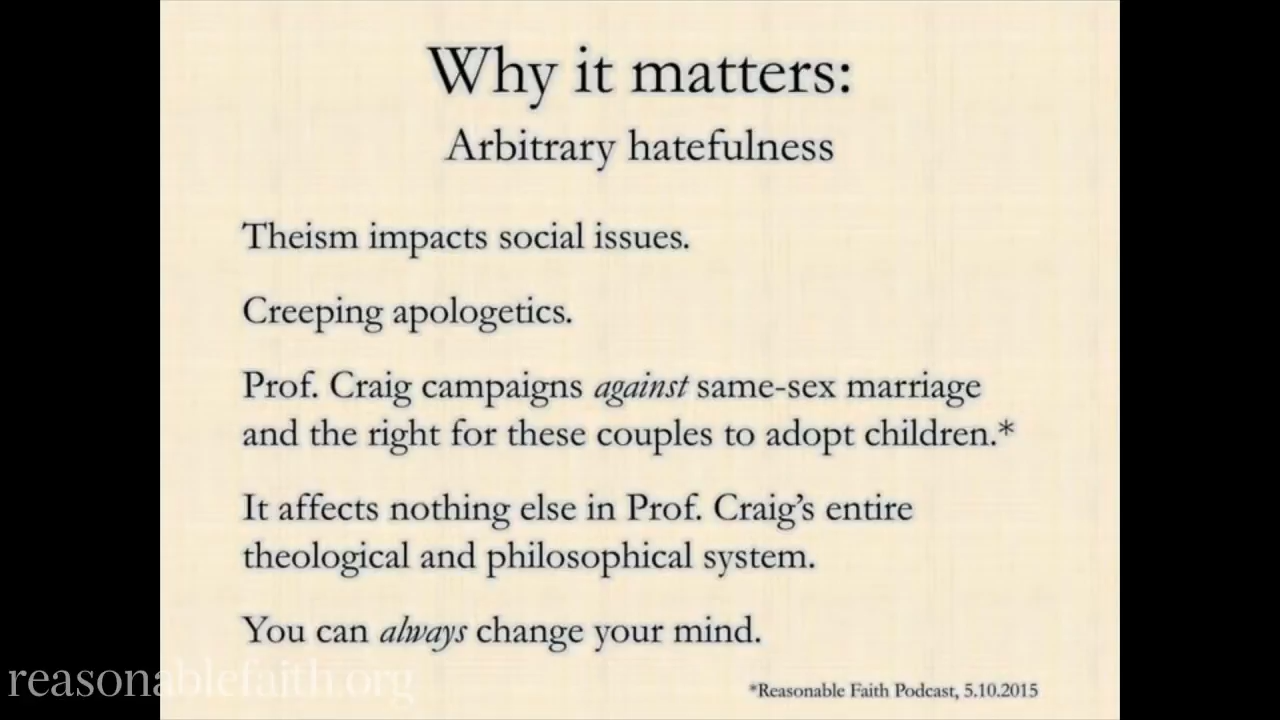 Why it matters:
Arbitrary hatefulness
Theism impacts social issues.
Creeping apologetics.
Prof. Craig campaigns against same-sex marriage
and the right for these couples to adopt children.*
It affects nothing else in Prof. Craig’s entire
theological and philosophical system.
You can always change your mind.
reasonablefaith.org
*Reasonable Faith Podcast, 5.10.2015